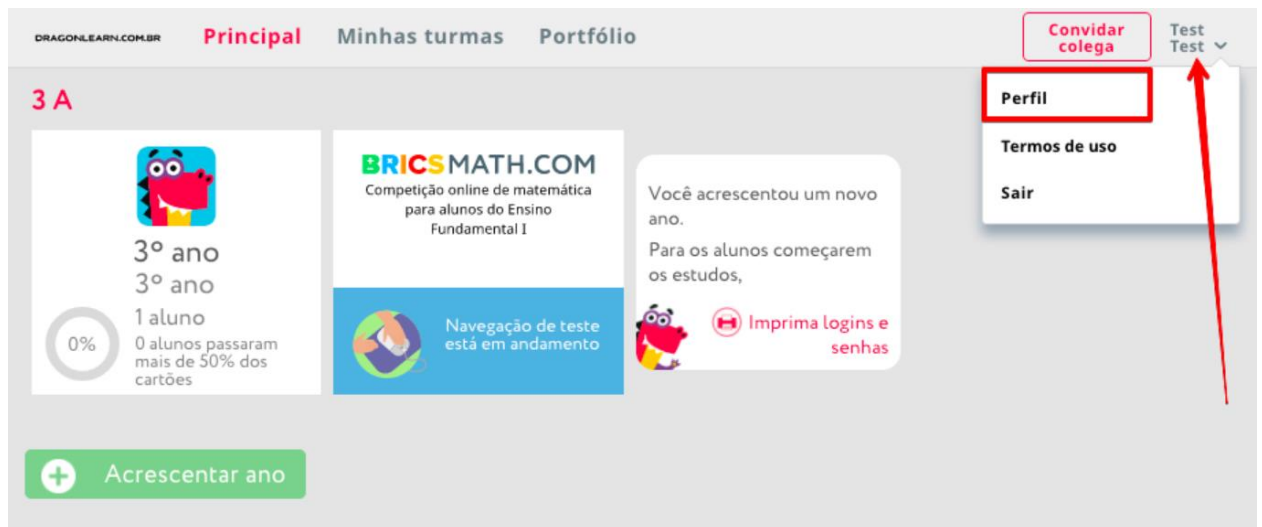 DRAGONLEARN.COM.BR Principal Minhas turmas Portfólio
Convidar
colega
Test
Test
Perfil
Termos de uso
Sair
3 A
3º ano
3º ano
1 aluno
0%
0 alunos passaram
mais de 50% dos
cartões
BRICSMATH.COM
Competição online de matemática
para alunos do Ensino
Fundamental I
Navegação de teste
está em andamento
Você acrescentou um novo
ano.
Para os alunos começarem
os estudos,
Imprima logins e
senhas
Acrescentar ano